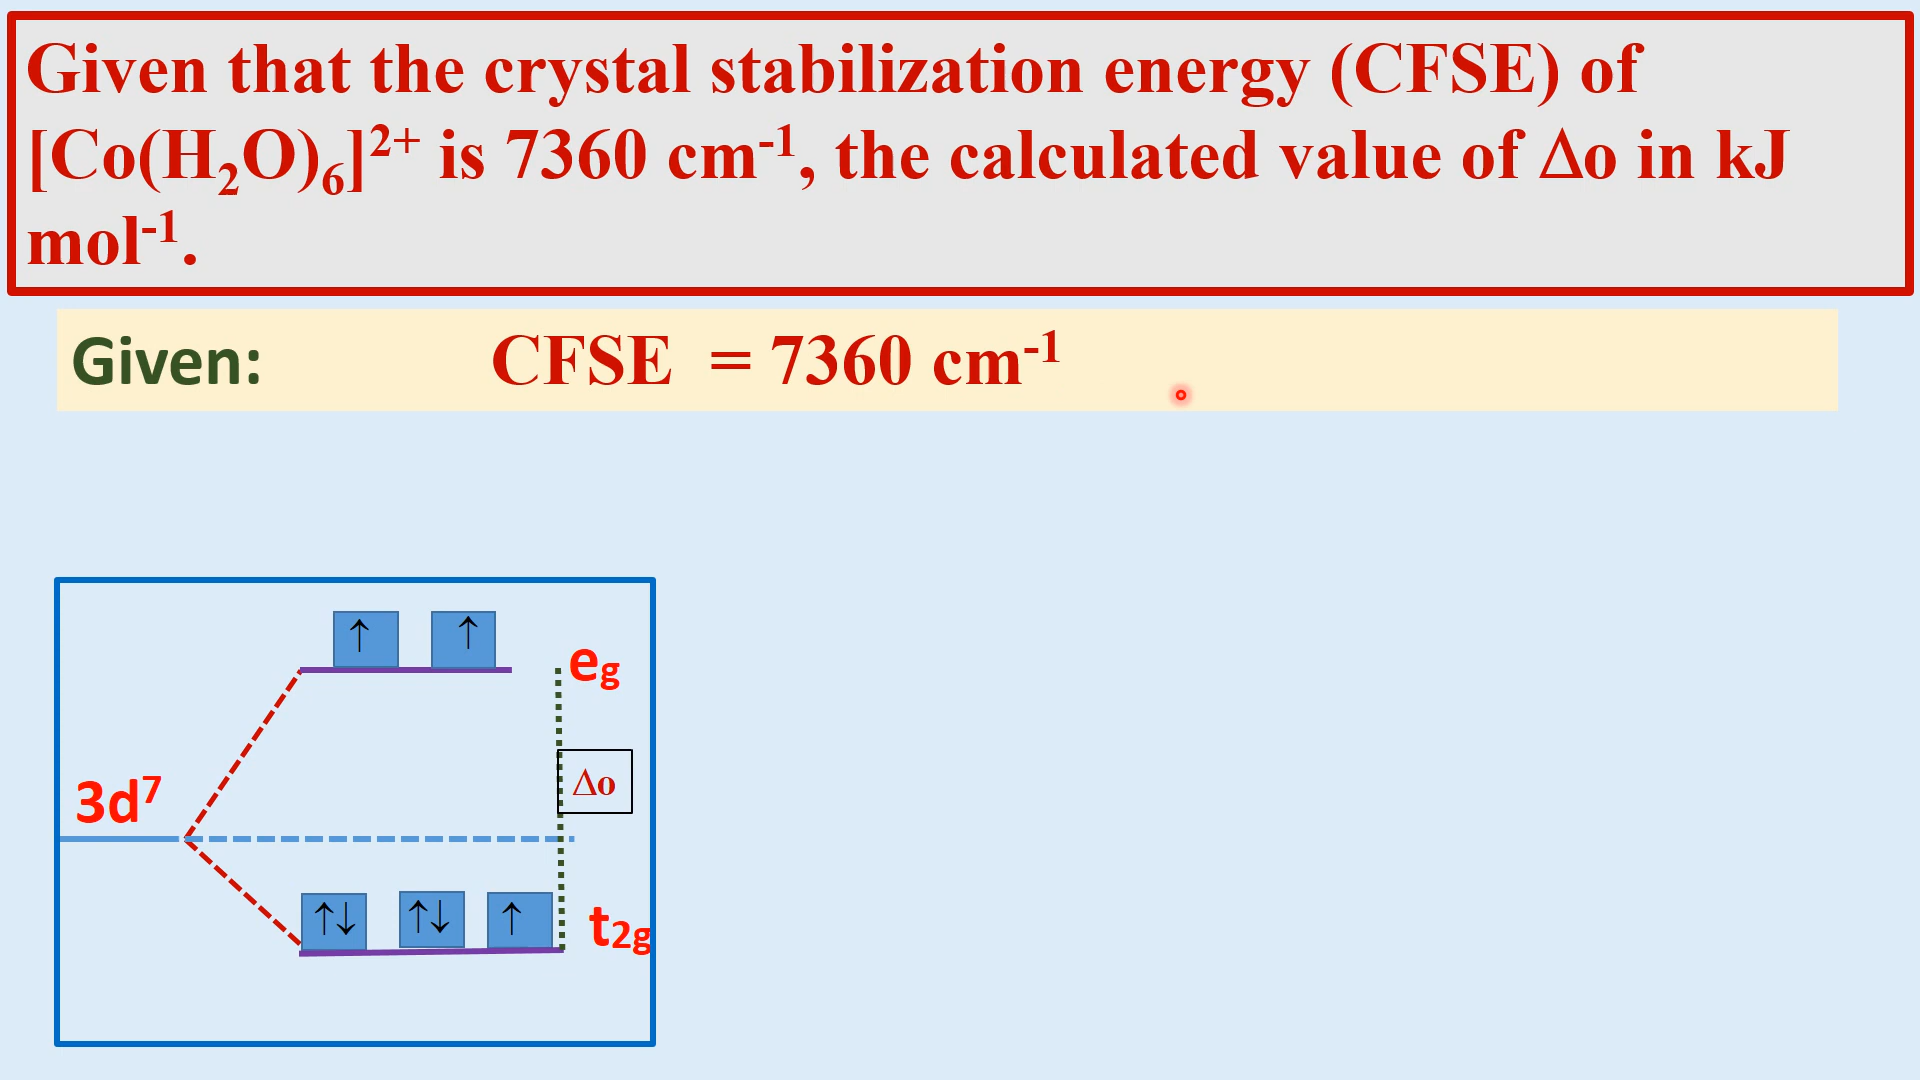 Given that the crystal stabilization energy (CFSE) of
[Co(H₂O)₆]²⁺ is 7360 cm⁻¹, the calculated value of Δo in kJ
mol⁻¹.
Given: CFSE = 7360 cm⁻¹
↑ ↑
e_g
Δo
3d⁷
↑↓ ↑↓ ↑
t₂g